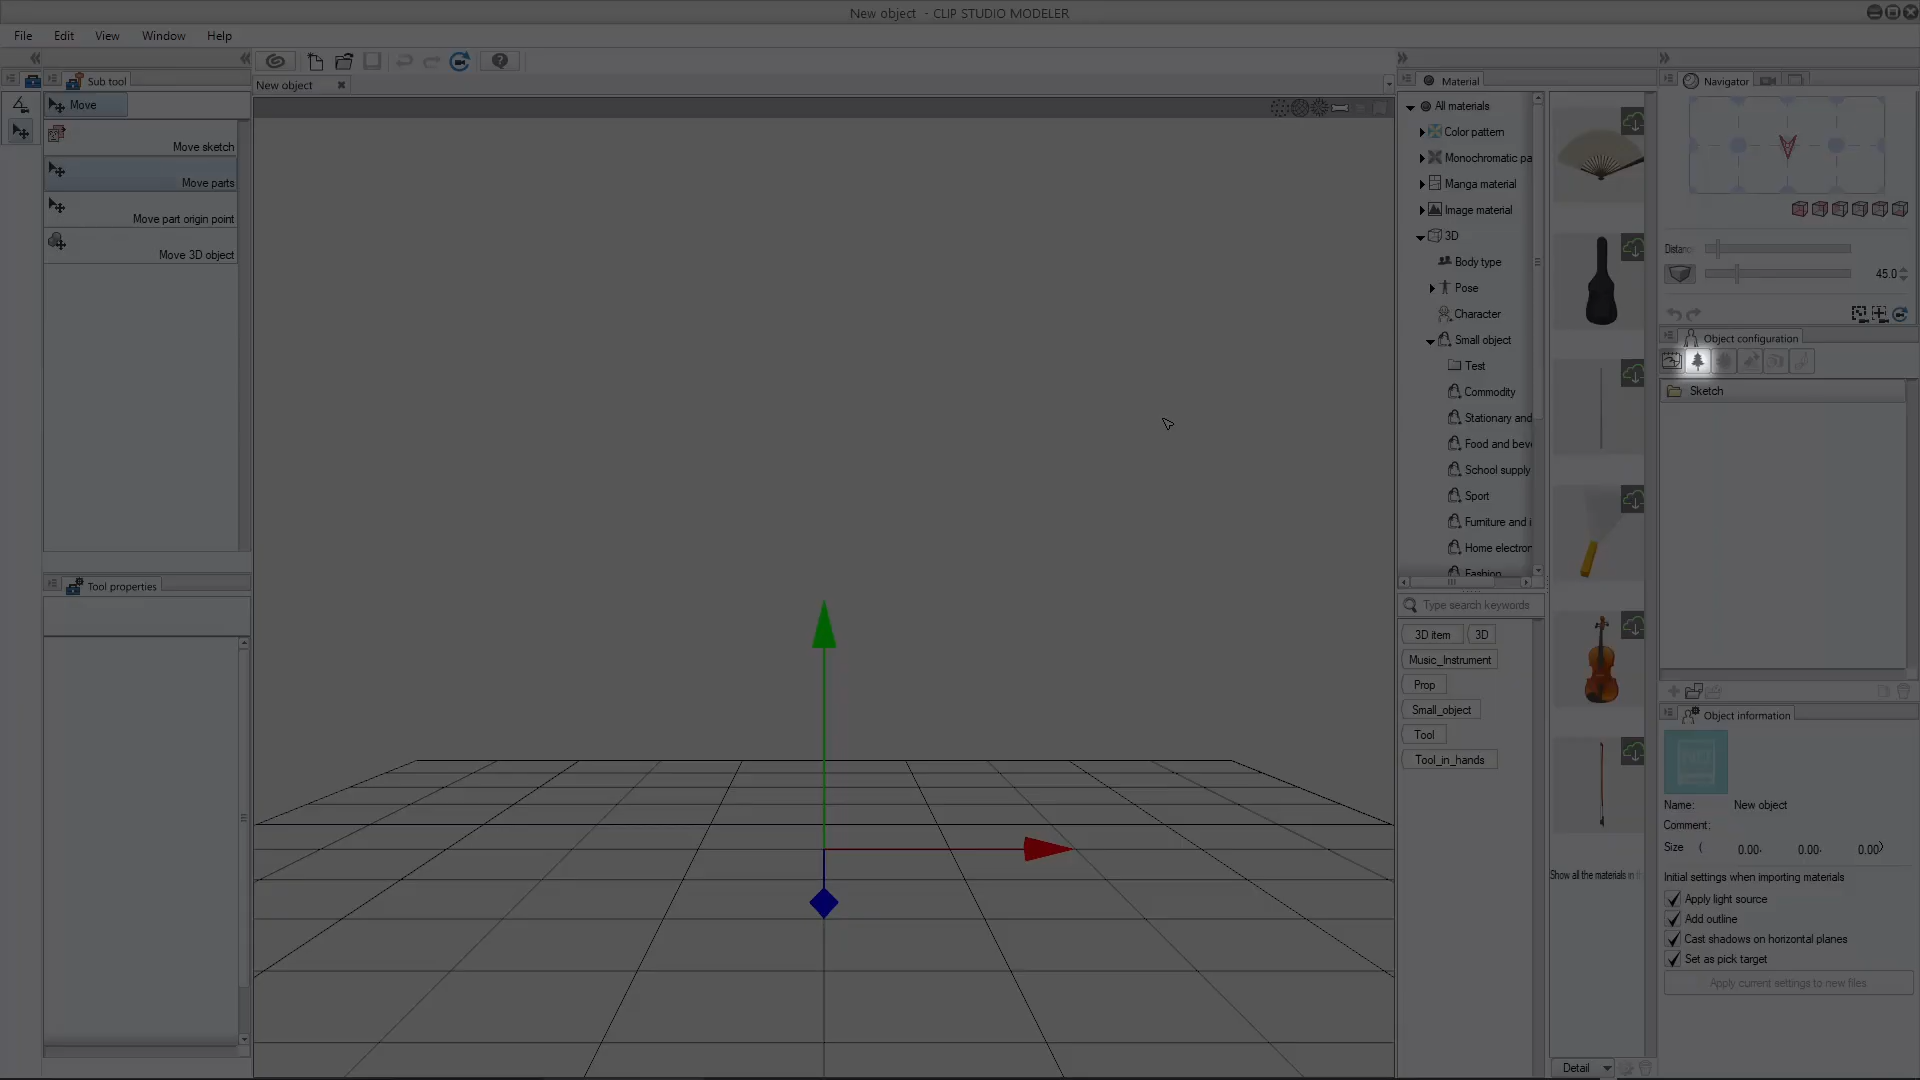 New object - CLIP STUDIO MODELER
File Edit View Window Help
Sub tool
Move
Move sketch
Move parts
Move part origin point
Move 3D object
Tool properties
New object
Material
All materials
Color pattern
Monochromatic pa
Manga material
Image material
3D
Body type
Pose
Character
Small object
Test
Commodity
Stationary and
Food and beve
School supply
Sport
Furniture and i
Home electron
Fashion
Type search keywords
3D item 3D
Music_Instrument
Prop
Small_object
Tool
Tool_in_hands
Show all the materials in th
Detail
Navigator
Distanc
45.0
Object configuration
Sketch
Object information
Name: New object
Comment:
Size ( 0.00, 0.00, 0.00)
Initial settings when importing materials
Apply light source
Add outline
Cast shadows on horizontal planes
Set as pick target
Apply current settings to new files